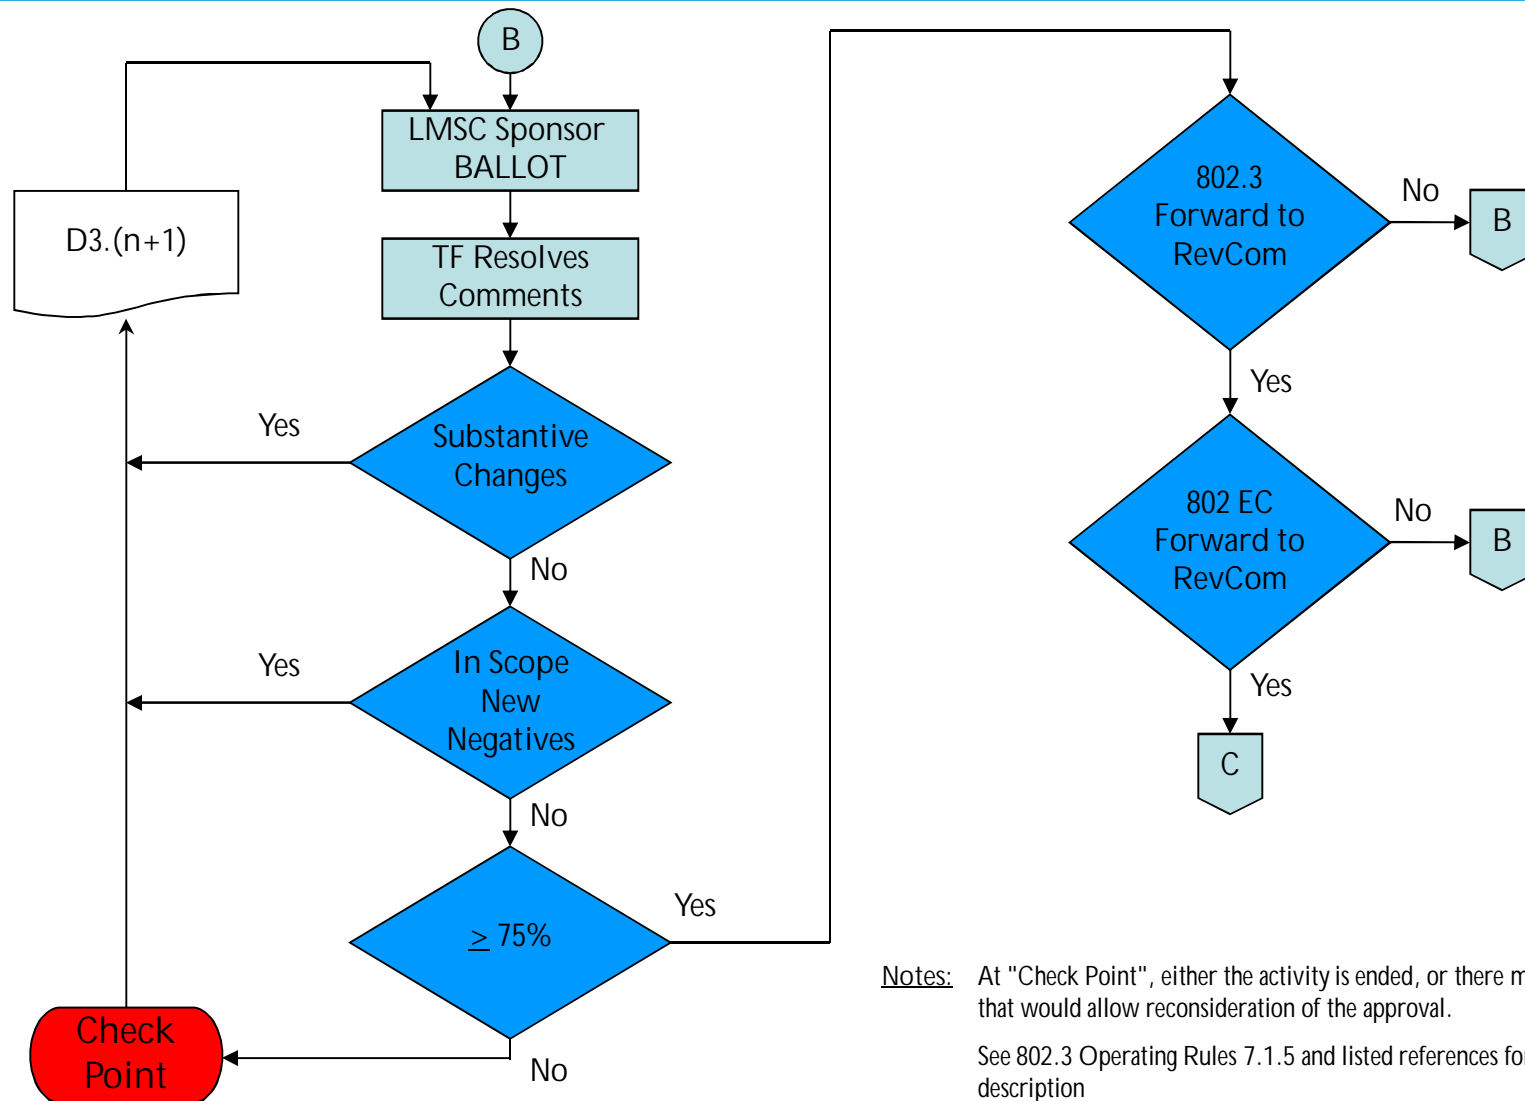 B
LMSC Sponsor
BALLOT
D3.(n+1)
TF Resolves
Comments
Yes
Substantive
Changes
No
Yes
In Scope
New
Negatives
No
≥ 75%
Yes
No
Check
Point
802.3
Forward to
RevCom
No
B
Yes
802 EC
Forward to
RevCom
No
B
Yes
C
Notes: At "Check Point", either the activity is ended, or there
that would allow reconsideration of the approval.
See 802.3 Operating Rules 7.1.5 and listed references for
description